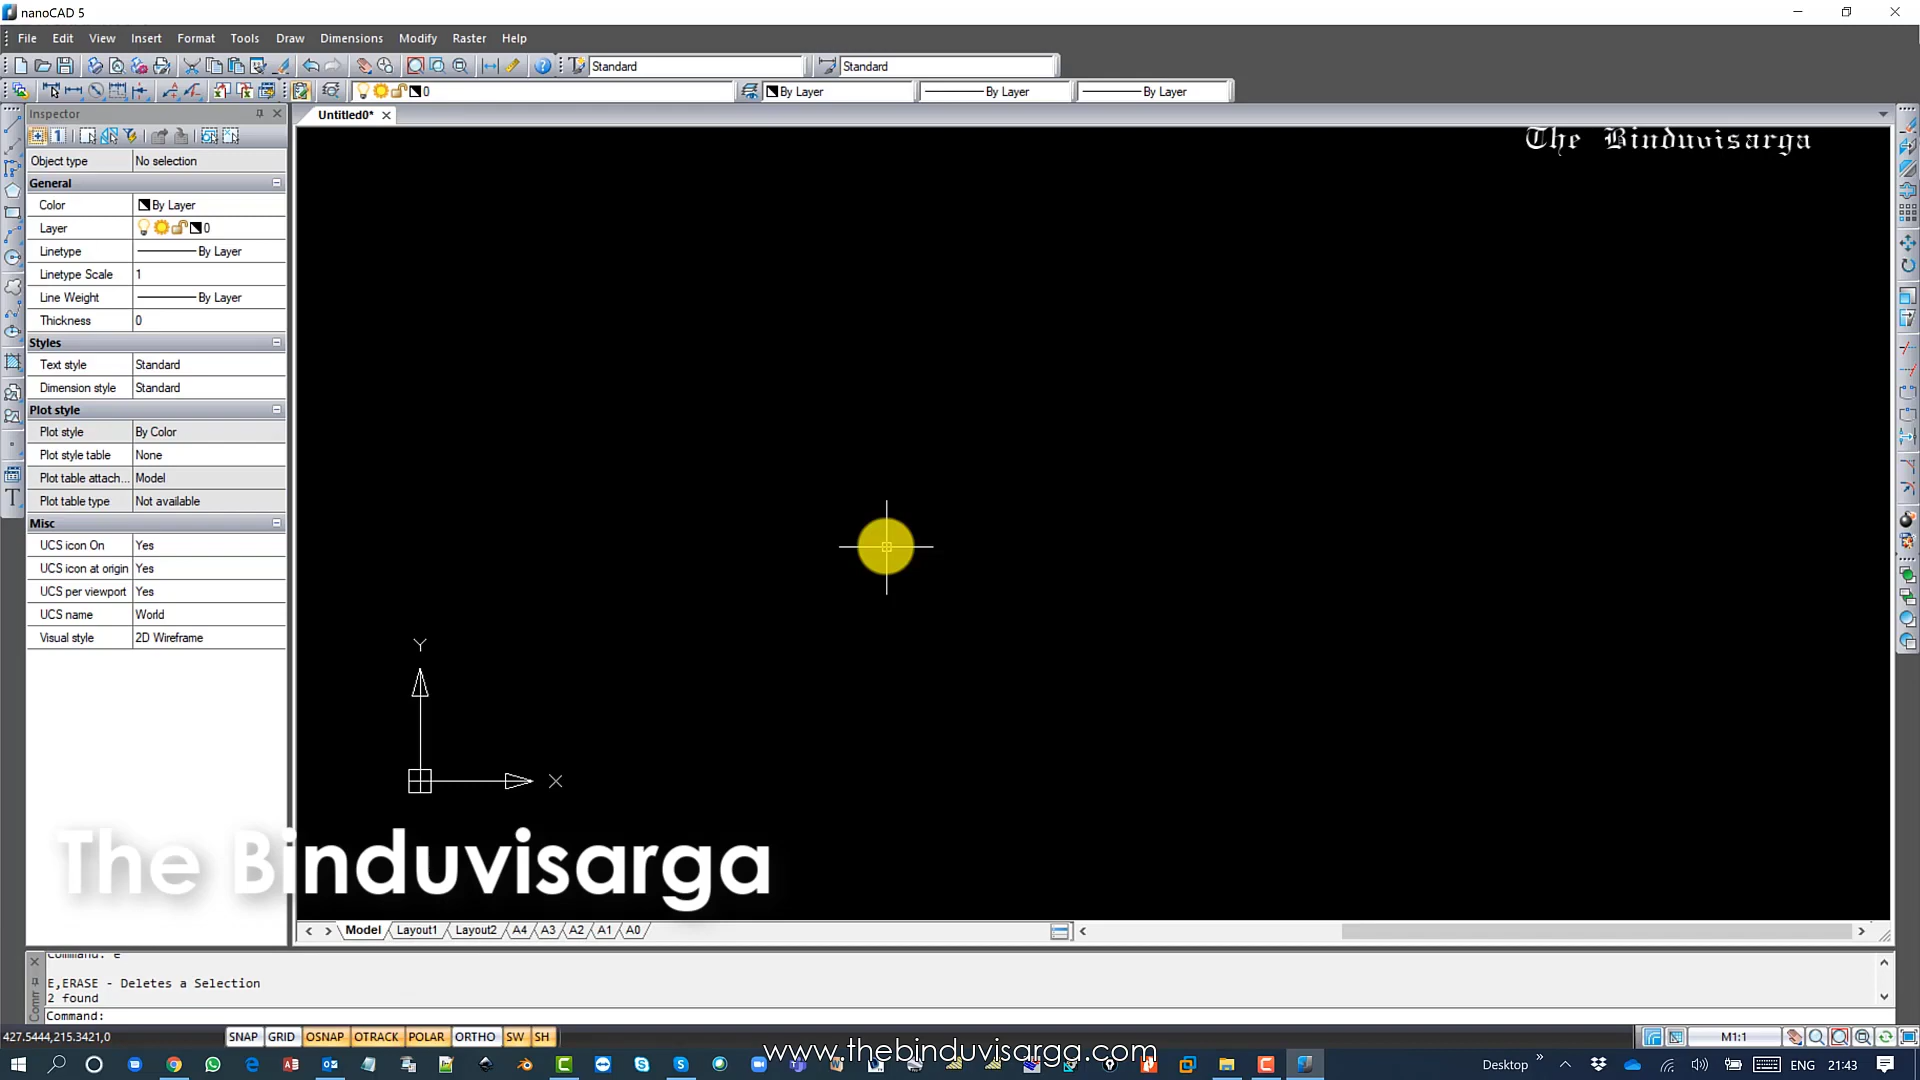 nanoCAD 5
File Edit View Insert Format Tools Draw Dimensions Modify Raster Help
Standard Standard
0 By Layer By Layer By Layer
Inspector
Untitled0*
The Binduvisarga
Object type No selection
General
Color By Layer
Layer 0
Linetype By Layer
Linetype Scale 1
Line Weight By Layer
Thickness 0
Styles
Text style Standard
Dimension style Standard
Plot style
Plot style By Color
Plot style table None
Plot table attach... Model
Plot table type Not available
Misc
UCS icon On Yes
UCS icon at origin Yes
UCS per viewport Yes
UCS name World
Visual style 2D Wireframe
Y
X
The Binduvisarga
Model Layout1 Layout2 A4 A3 A2 A1 A0
Command: e
E,ERASE - Deletes a Selection
2 found
Command:
427.5444,215.3421,0 SNAP GRID OSNAP OTRACK POLAR ORTHO SW SH M1:1
www.thebinduvisarga.com
Desktop ENG 21:43